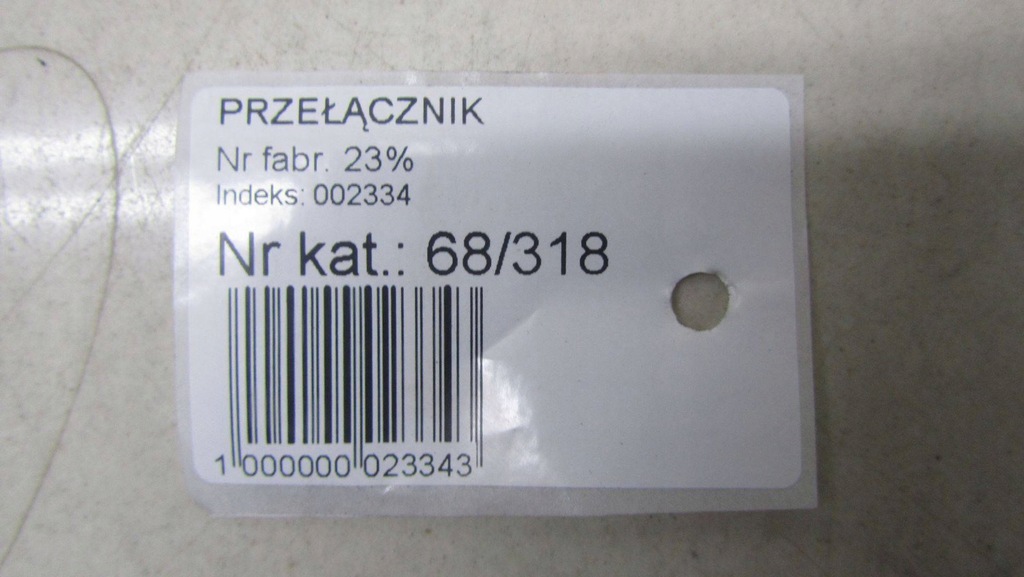 PRZEŁĄCZNIK
Nr fabr. 23%
Indeks: 002334
Nr kat.: 68/318
1 000000 023343